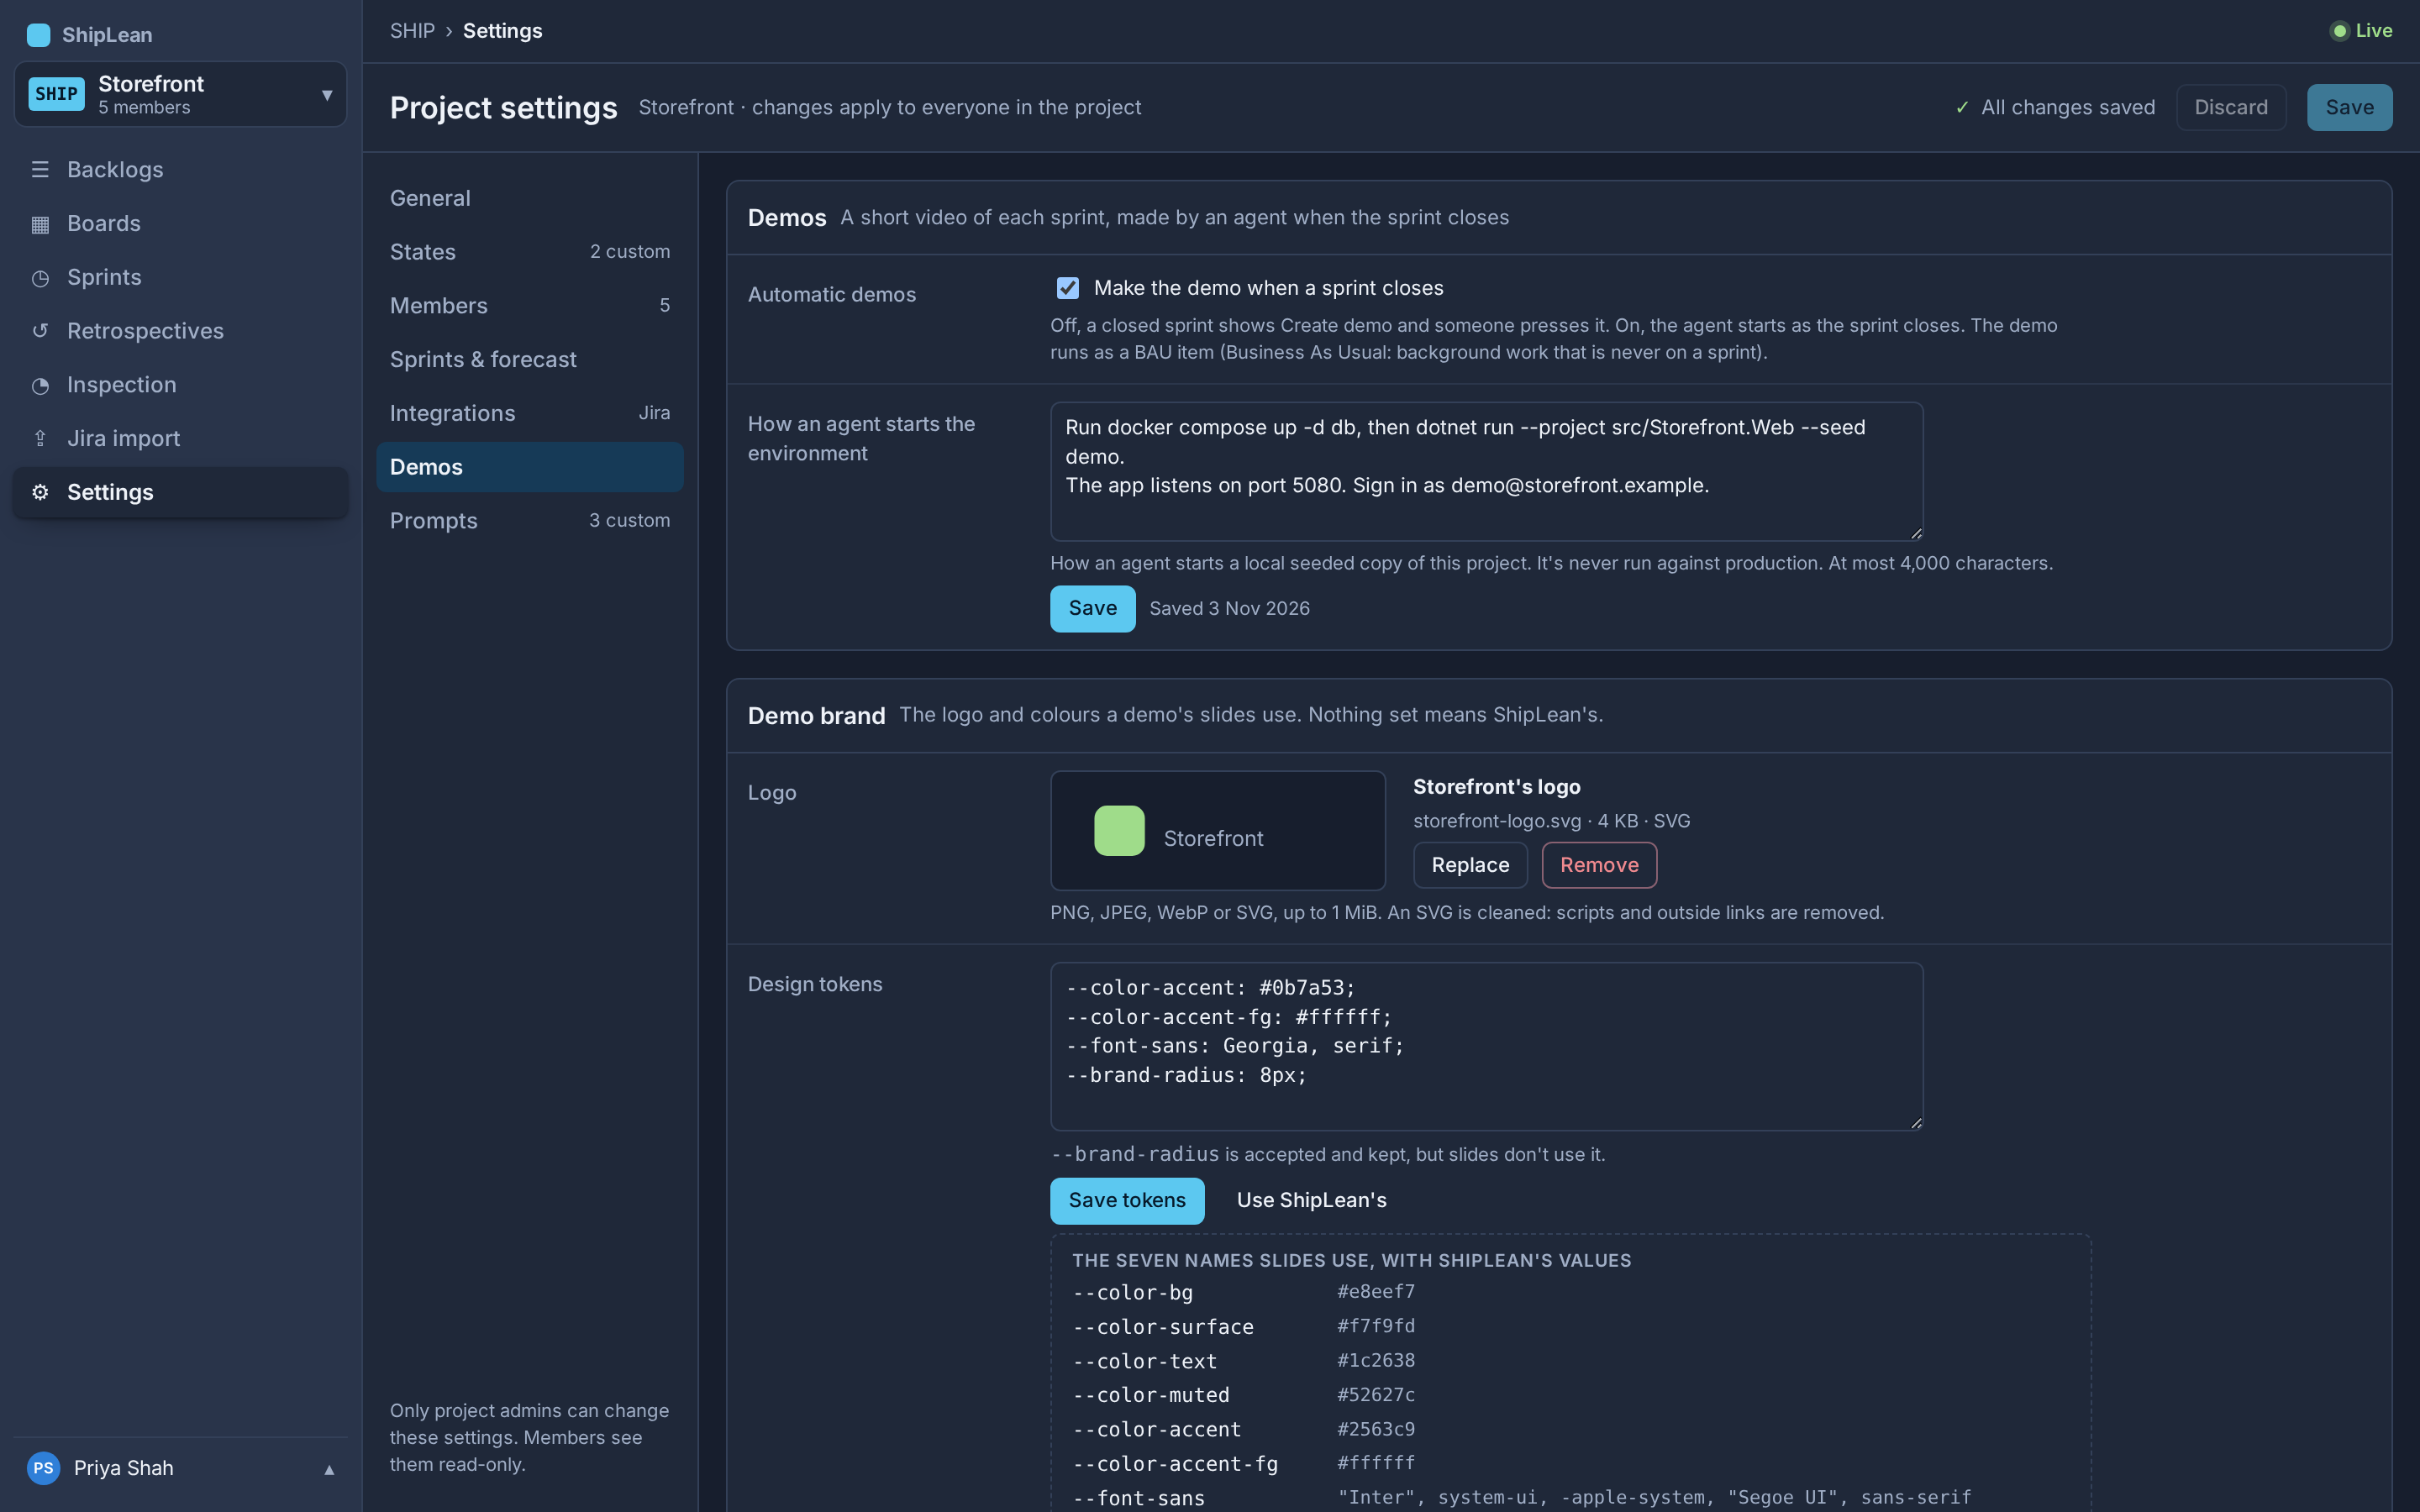 ShipLean
SHIP
Storefront
5 members
Backlogs
Boards
Sprints
Retrospectives
Inspection
Jira import
Settings
Priya Shah
PS
SHIP › Settings
Live
Project settings
Storefront · changes apply to everyone in the project
✓ All changes saved
Discard
Save
General
States
2 custom
Members
5
Sprints & forecast
Integrations
Jira
Demos
Prompts
3 custom
Only project admins can change
these settings. Members see
them read-only.
Demos
A short video of each sprint, made by an agent when the sprint closes
Automatic demos
Make the demo when a sprint closes
Off, a closed sprint shows Create demo and someone presses it. On, the agent starts as the sprint closes. The demo
runs as a BAU item (Business As Usual: background work that is never on a sprint).
How an agent starts the
environment
Run docker compose up -d db, then dotnet run --project src/Storefront.Web --seed
demo.
The app listens on port 5080. Sign in as demo@storefront.example.
How an agent starts a local seeded copy of this project. It's never run against production. At most 4,000 characters.
Save
Saved 3 Nov 2026
Demo brand
The logo and colours a demo's slides use. Nothing set means ShipLean's.
Logo
Storefront
Storefront's logo
storefront-logo.svg · 4 KB · SVG
Replace
Remove
PNG, JPEG, WebP or SVG, up to 1 MiB. An SVG is cleaned: scripts and outside links are removed.
Design tokens
--color-accent: #0b7a53;
--color-accent-fg: #ffffff;
--font-sans: Georgia, serif;
--brand-radius: 8px;
--brand-radius is accepted and kept, but slides don't use it.
Save tokens
Use ShipLean's
THE SEVEN NAMES SLIDES USE, WITH SHIPLEAN'S VALUES
--color-bg #e8eef7
--color-surface #f7f9fd
--color-text #1c2638
--color-muted #52627c
--color-accent #2563c9
--color-accent-fg #ffffff
--font-sans "Inter", system-ui, -apple-system, "Segoe UI", sans-serif